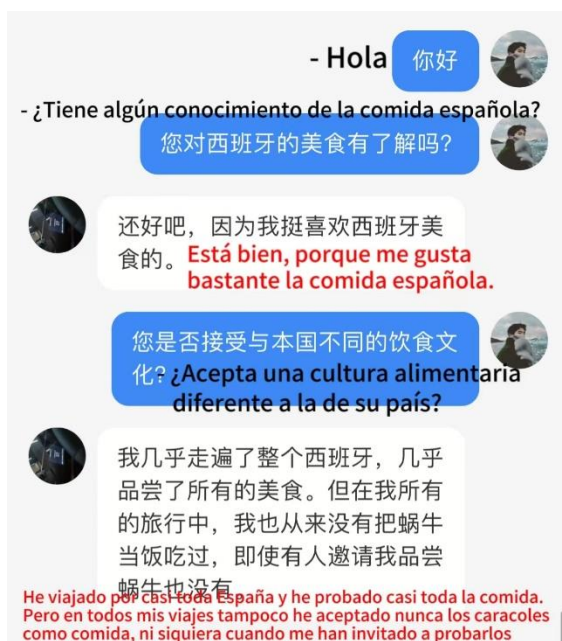 - Hola 你好
- ¿Tiene algún conocimiento de la comida española?
您对西班牙的美食有了解吗?
还好吧，因为我挺喜欢西班牙美
食的。
Está bien, porque me gusta
bastante la comida española.
您是否接受与本国不同的饮食文
化?
- ¿Acepta una cultura alimentaria
diferente a la de su país?
我几乎走遍了整个西班牙，几乎
品尝了所有的美食。但在我所有
的旅行中，我也从来没有把蜗牛
当饭吃过，即使有人邀请我品尝
蜗牛也没有。
He viajado por casi toda España y he probado casi toda la comida.
Pero en todos mis viajes tampoco he aceptado nunca los caracoles
como comida, ni siquiera cuando me han invitado a probarlos